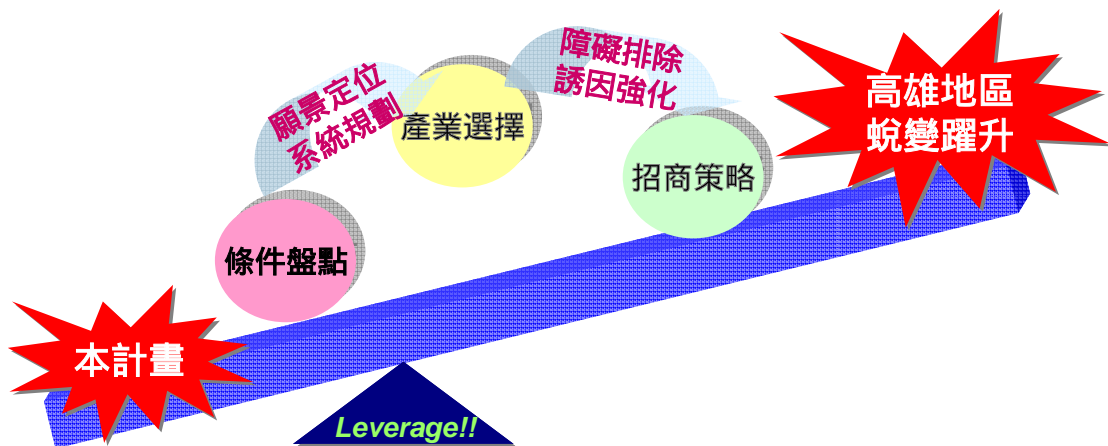 願景定位
系統規劃
障礙排除
誘因強化
高雄地區
蛻變躍升
產業選擇
招商策略
條件盤點
本計畫
Leverage!!